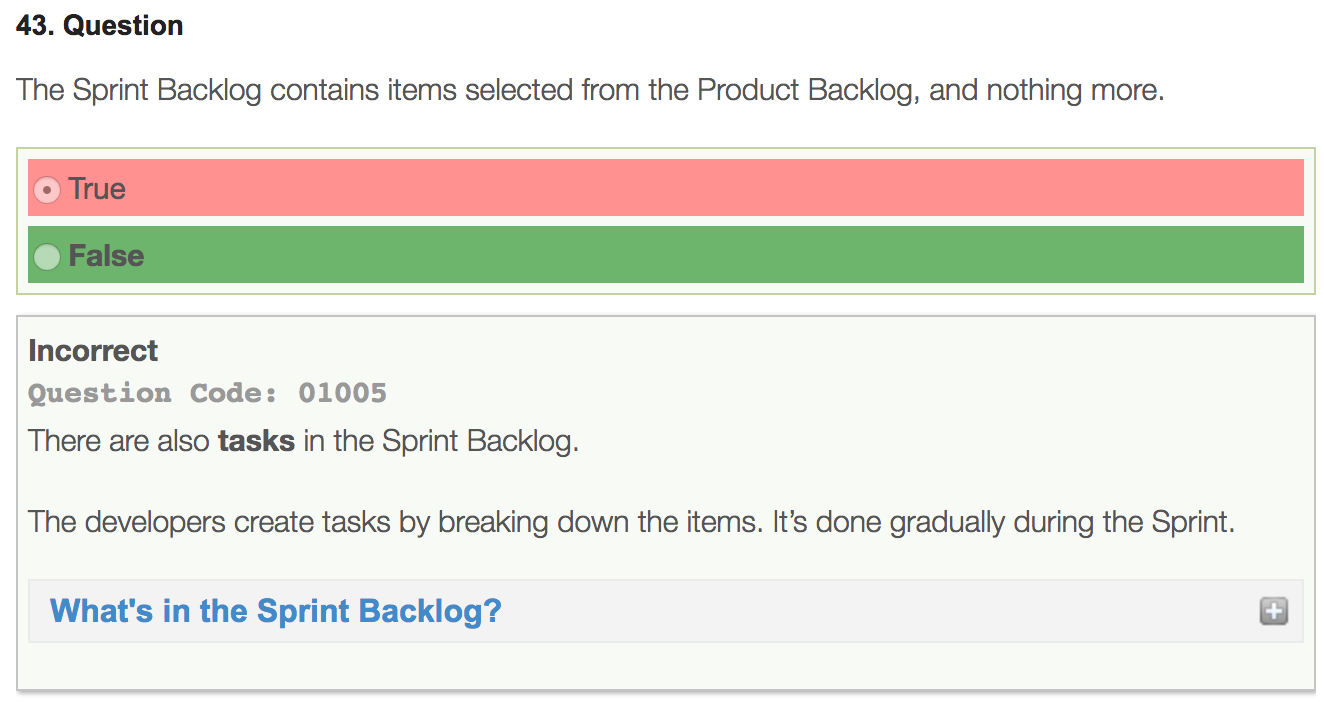 43. Question
The Sprint Backlog contains items selected from the Product Backlog, and nothing more.
True
False
Incorrect
Question Code: 01005
There are also tasks in the Sprint Backlog.
The developers create tasks by breaking down the items. It’s done gradually during the Sprint.
What's in the Sprint Backlog?